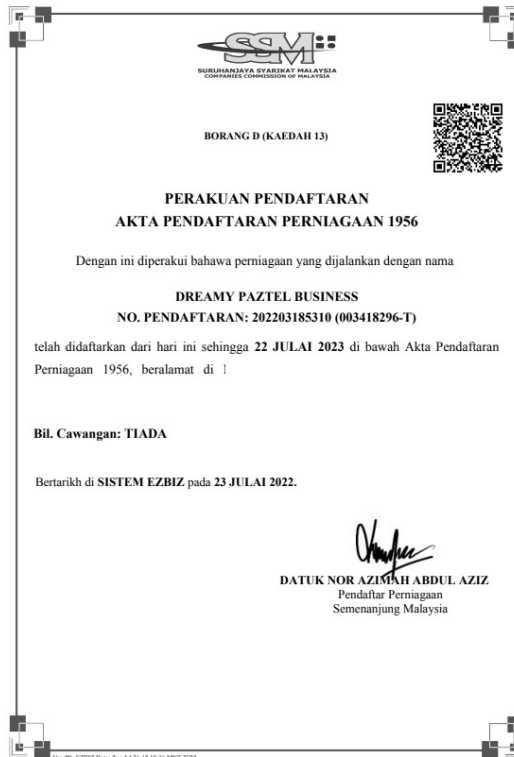 SSM
SURUHANJAYA SYARIKAT MALAYSIA
COMPANIES COMMISSION OF MALAYSIA
BORANG D (KAEDAH 13)
PERAKUAN PENDAFTARAN
AKTA PENDAFTARAN PERNIAGAAN 1956
Dengan ini diperakui bahawa perniagaan yang dijalankan dengan nama
DREAMY PAZTEL BUSINESS
NO. PENDAFTARAN: 202203185310 (003418296-T)
telah didaftarkan dari hari ini sehingga 22 JULAI 2023 di bawah Akta Pendaftaran
Perniagaan 1956, beralamat di
Bil. Cawangan: TIADA
Bertarikh di SISTEM EZBIZ pada 23 JULAI 2022.
DATUK NOR AZIMAH ABDUL AZIZ
Pendaftar Perniagaan
Semenanjung Malaysia